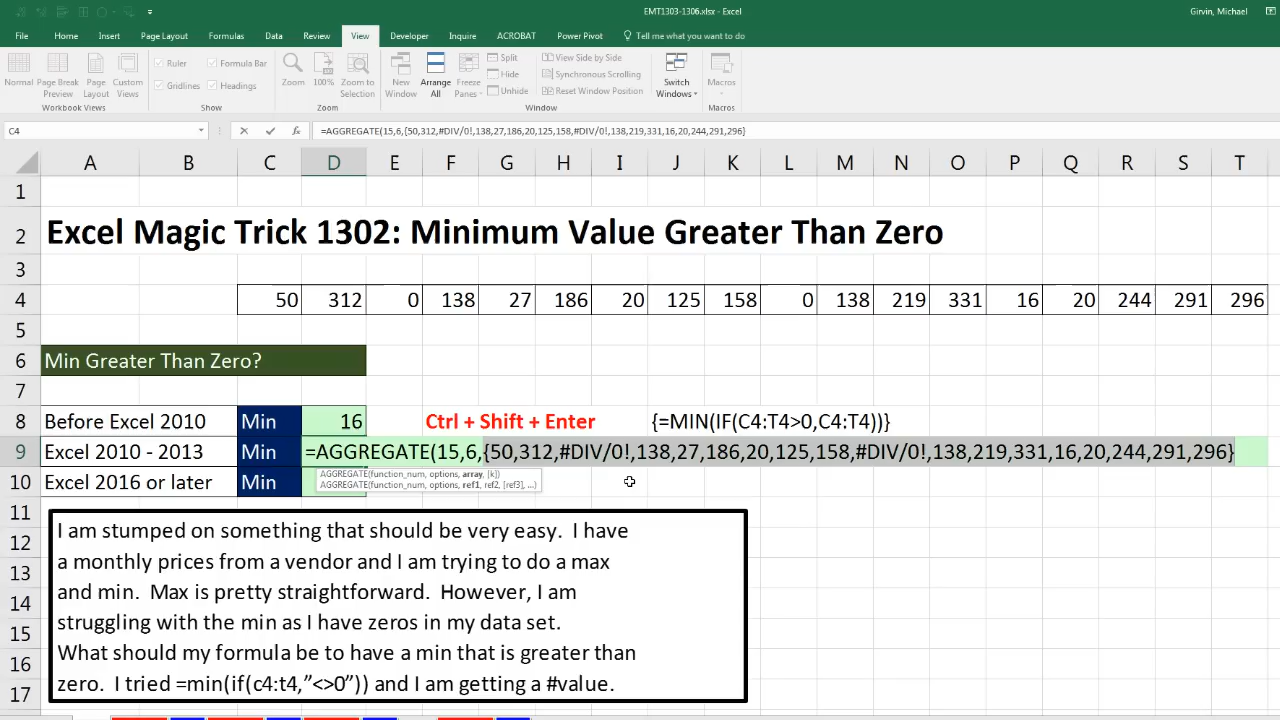 EMT1303-1306.xlsx - Excel
Girvin, Michael
File Home Insert Page Layout Formulas Data Review View Developer Inquire ACROBAT Power Pivot Tell me what you want to do
Normal Page Break Preview Page Layout Custom Views
Workbook Views
Ruler Formula Bar
Gridlines Headings
Show
Zoom 100% Zoom to Selection
Zoom
New Window Arrange All Freeze Panes
Split
Hide
Unhide
View Side by Side
Synchronous Scrolling
Reset Window Position
Window
Switch Windows
Macros
Macros
C4 fx =AGGREGATE(15,6,{50,312,#DIV/0!,138,27,186,20,125,158,#DIV/0!,138,219,331,16,20,244,291,296}
A B C D E F G H I J K L M N O P Q R S T
1
2 Excel Magic Trick 1302: Minimum Value Greater Than Zero
3
4 50 312 0 138 27 186 20 125 158 0 138 219 331 16 20 244 291 296
5
6 Min Greater Than Zero?
7
8 Before Excel 2010 Min 16 Ctrl + Shift + Enter {=MIN(IF(C4:T4>0,C4:T4))}
9 Excel 2010 - 2013 Min =AGGREGATE(15,6,{50,312,#DIV/0!,138,27,186,20,125,158,#DIV/0!,138,219,331,16,20,244,291,296}
AGGREGATE(function_num, options, array, [k])
AGGREGATE(function_num, options, ref1, ref2, [ref3], ...)
10 Excel 2016 or later Min
11
I am stumped on something that should be very easy. I have
12
a monthly prices from a vendor and I am trying to do a max
13
and min. Max is pretty straightforward. However, I am
14
struggling with the min as I have zeros in my data set.
15
What should my formula be to have a min that is greater than
16
zero. I tried =min(if(c4:t4,”<>0”)) and I am getting a #value.
17